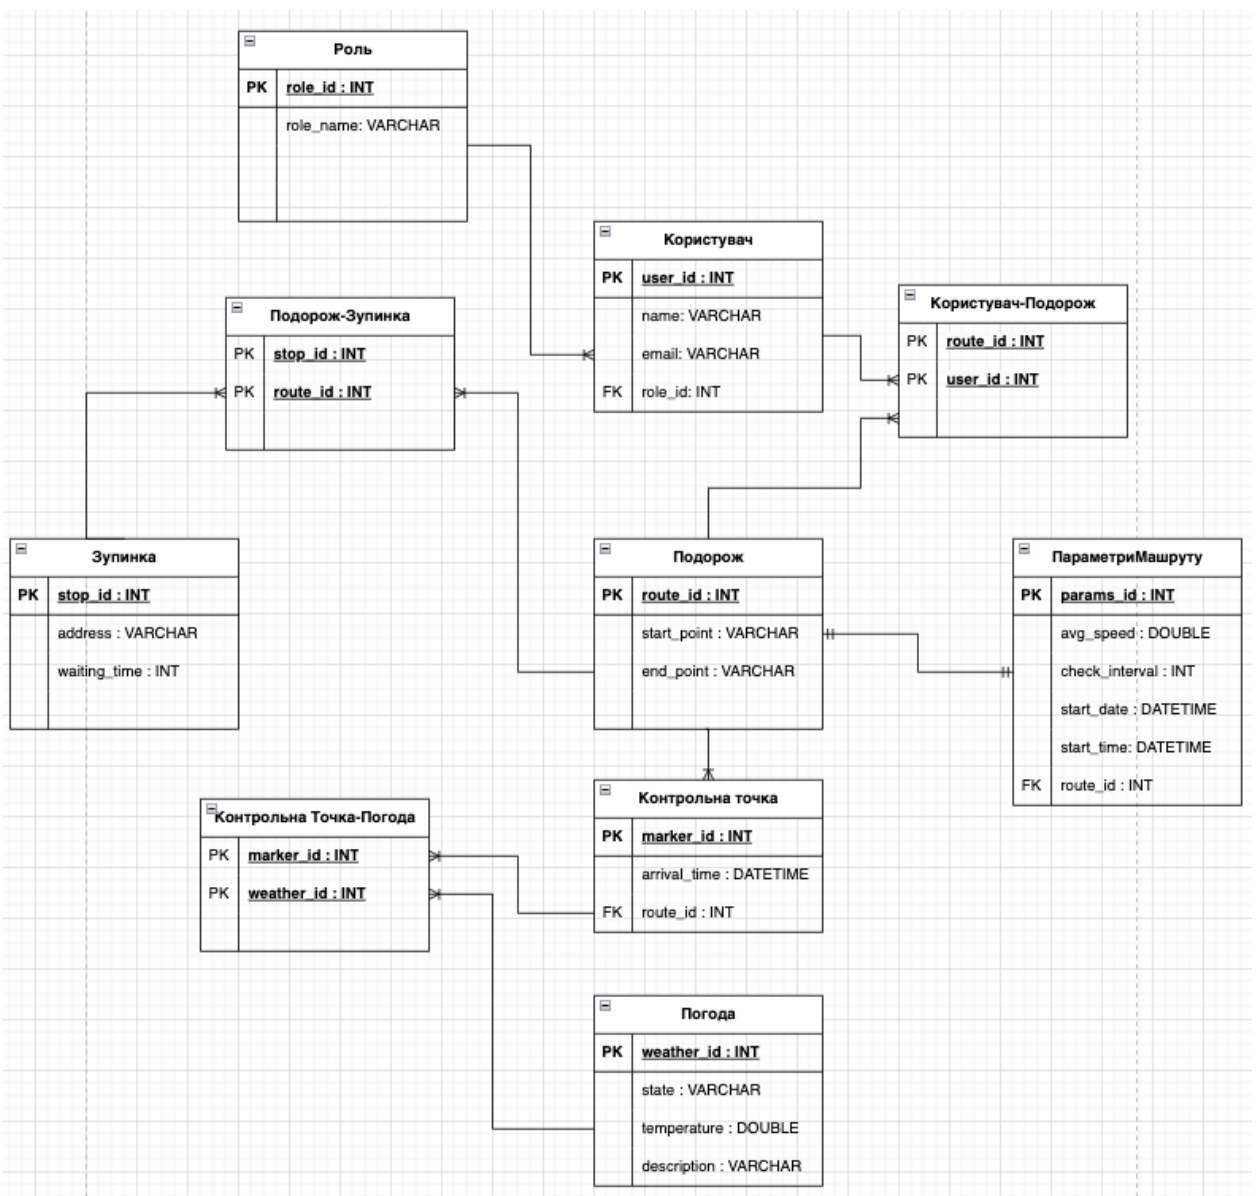 Роль
PK role_id : INT
role_name: VARCHAR
Користувач
PK user_id : INT
name: VARCHAR
email: VARCHAR
FK role_id: INT
Користувач-Подорож
PK route_id : INT
PK user_id : INT
Подорож-Зупинка
PK stop_id : INT
PK route_id : INT
Зупинка
PK stop_id : INT
address : VARCHAR
waiting_time : INT
Подорож
PK route_id : INT
start_point : VARCHAR
end_point : VARCHAR
ПараметриМашруту
PK params_id : INT
avg_speed : DOUBLE
check_interval : INT
start_date : DATETIME
start_time: DATETIME
FK route_id : INT
Контрольна точка
PK marker_id : INT
arrival_time : DATETIME
FK route_id : INT
Контрольна Точка-Погода
PK marker_id : INT
PK weather_id : INT
Погода
PK weather_id : INT
state : VARCHAR
temperature : DOUBLE
description : VARCHAR